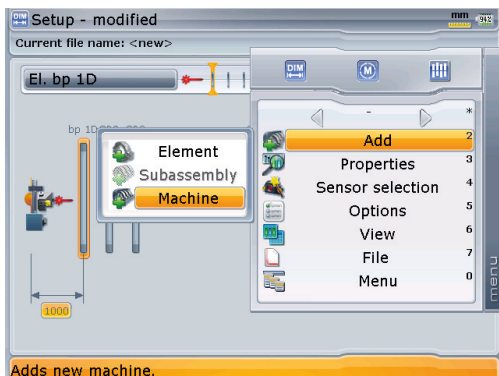 Setup - modified
mm
94%
Current file name: <new>
DIM
M
El. bp 1D
- *
bp 1D
Add 2
Element
Properties 3
Subassembly
Sensor selection 4
Machine
Options 5
View 6
File 7
Menu 0
menu
1000
Adds new machine.